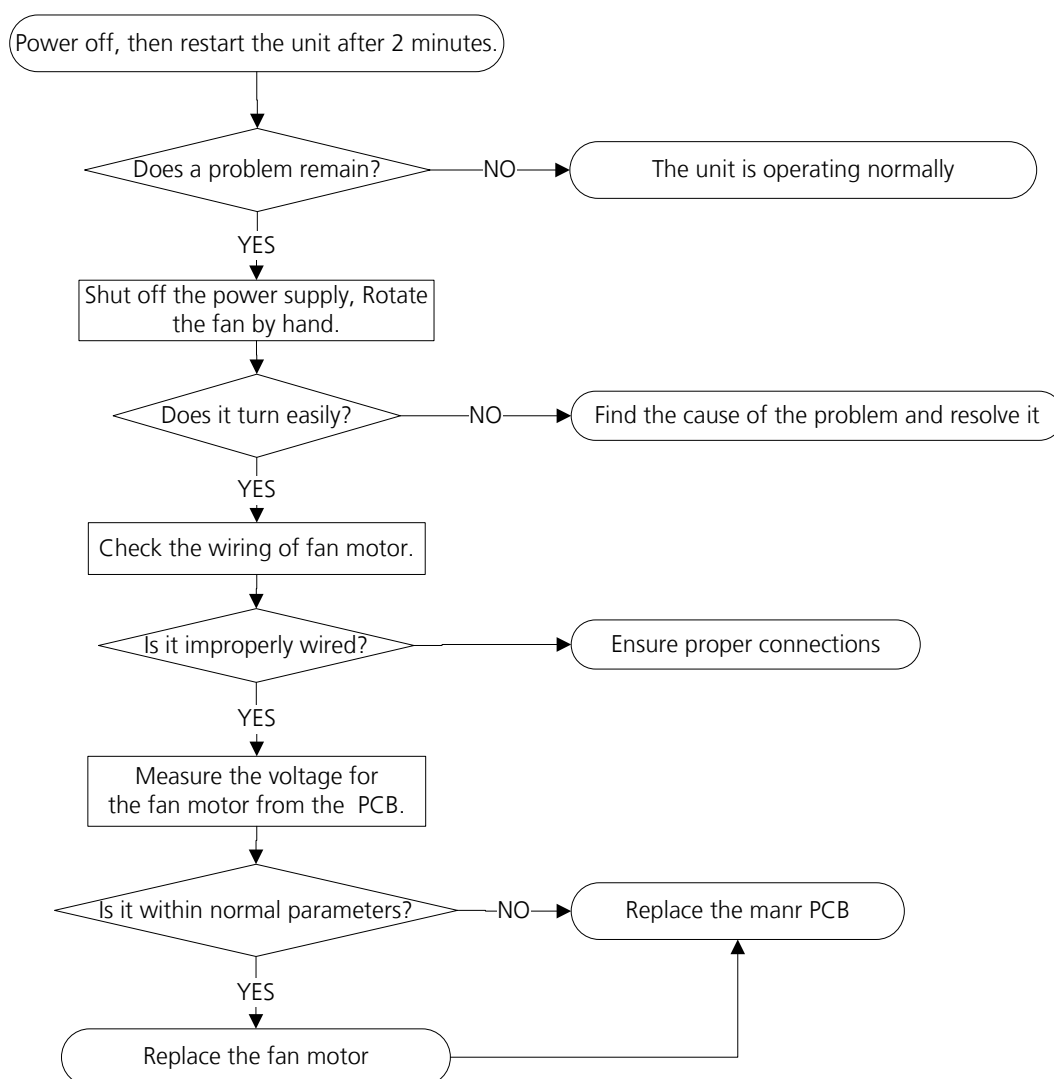 Power off, then restart the unit after 2 minutes.
Does a problem remain?
NO
The unit is operating normally
YES
Shut off the power supply, Rotate
the fan by hand.
Does it turn easily?
NO
Find the cause of the problem and resolve it
YES
Check the wiring of fan motor.
Is it improperly wired?
Ensure proper connections
YES
Measure the voltage for
the fan motor from the PCB.
Is it within normal parameters?
NO
Replace the manr PCB
YES
Replace the fan motor